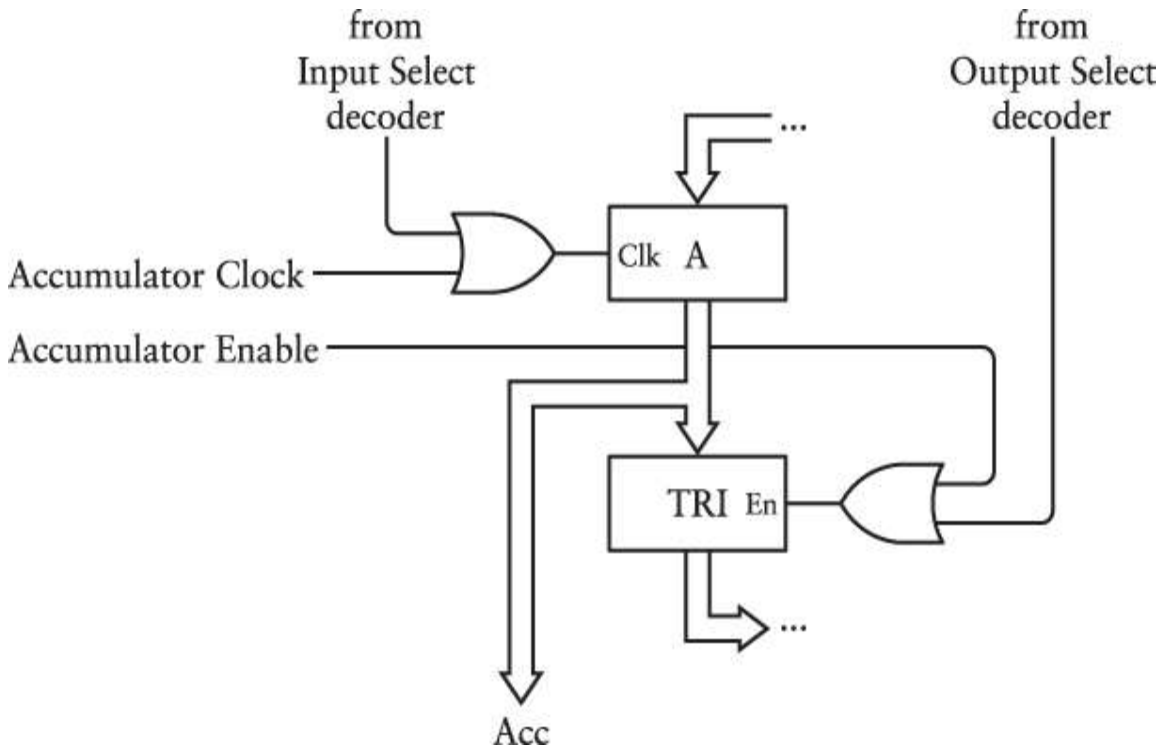 from
Input Select
decoder
from
Output Select
decoder
...
Clk A
Accumulator Clock
Accumulator Enable
TRI En
...
Acc